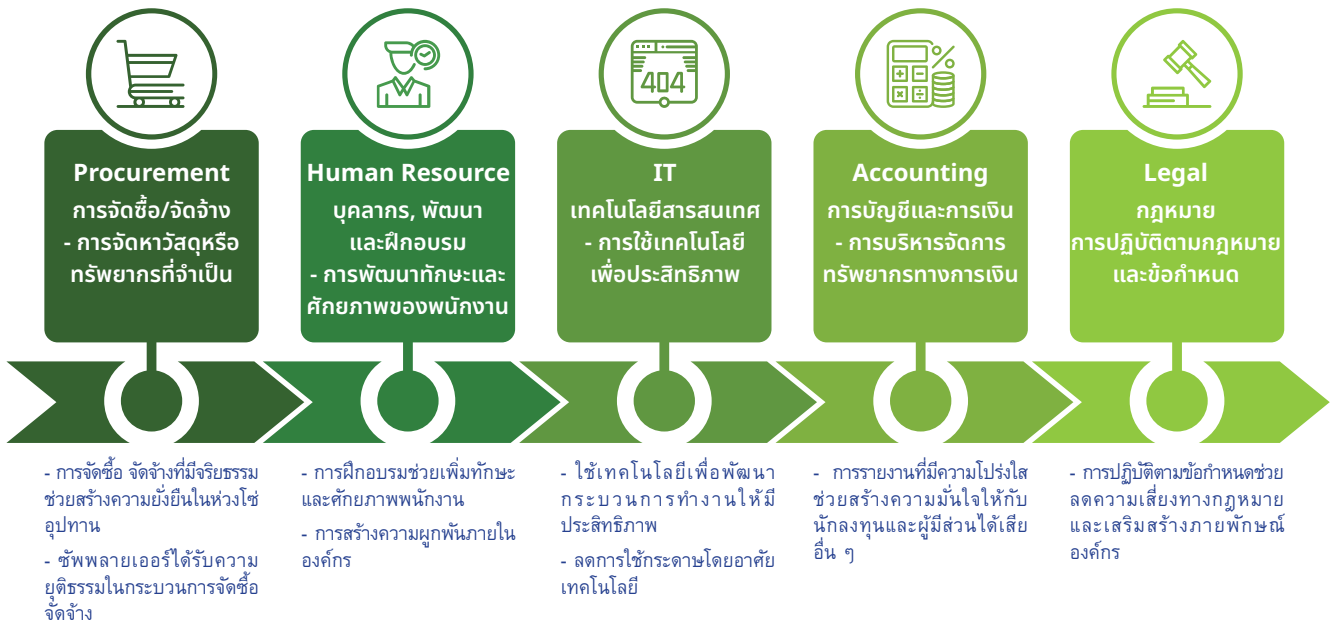 404
Procurement
การจัดซื้อ/จัดจ้าง
- การจัดหาวัสดุหรือ
ทรัพยากรที่จำเป็น
Human Resource
บุคลากร, พัฒนา
และฝึกอบรม
- การพัฒนาทักษะและ
ศักยภาพของพนักงาน
IT
เทคโนโลยีสารสนเทศ
- การใช้เทคโนโลยี
เพื่อประสิทธิภาพ
Accounting
การบัญชีและการเงิน
- การบริหารจัดการ
ทรัพยากรทางการเงิน
Legal
กฎหมาย
การปฏิบัติตามกฎหมาย
และข้อกำหนด
- การจัดซื้อ จัดจ้างที่มีจริยธรรม
ช่วยสร้างความยั่งยืนในห่วงโซ่
อุปทาน
- ซัพพลายเออร์ได้รับความ
ยุติธรรมในกระบวนการจัดซื้อ
จัดจ้าง
- การฝึกอบรมช่วยเพิ่มทักษะ
และศักยภาพพนักงาน
- การสร้างความผูกพันภายใน
องค์กร
- ใช้เทคโนโลยีเพื่อพัฒนา
กระบวนการทำงานให้มี
ประสิทธิภาพ
- ลดการใช้กระดาษโดยอาศัย
เทคโนโลยี
- การรายงานที่มีความโปร่งใส
ช่วยสร้างความมั่นใจให้กับ
นักลงทุนและผู้มีส่วนได้เสีย
อื่น ๆ
- การปฏิบัติตามข้อกำหนดช่วย
ลดความเสี่ยงทางกฎหมาย
และเสริมสร้างภาพักษณ์
องค์กร